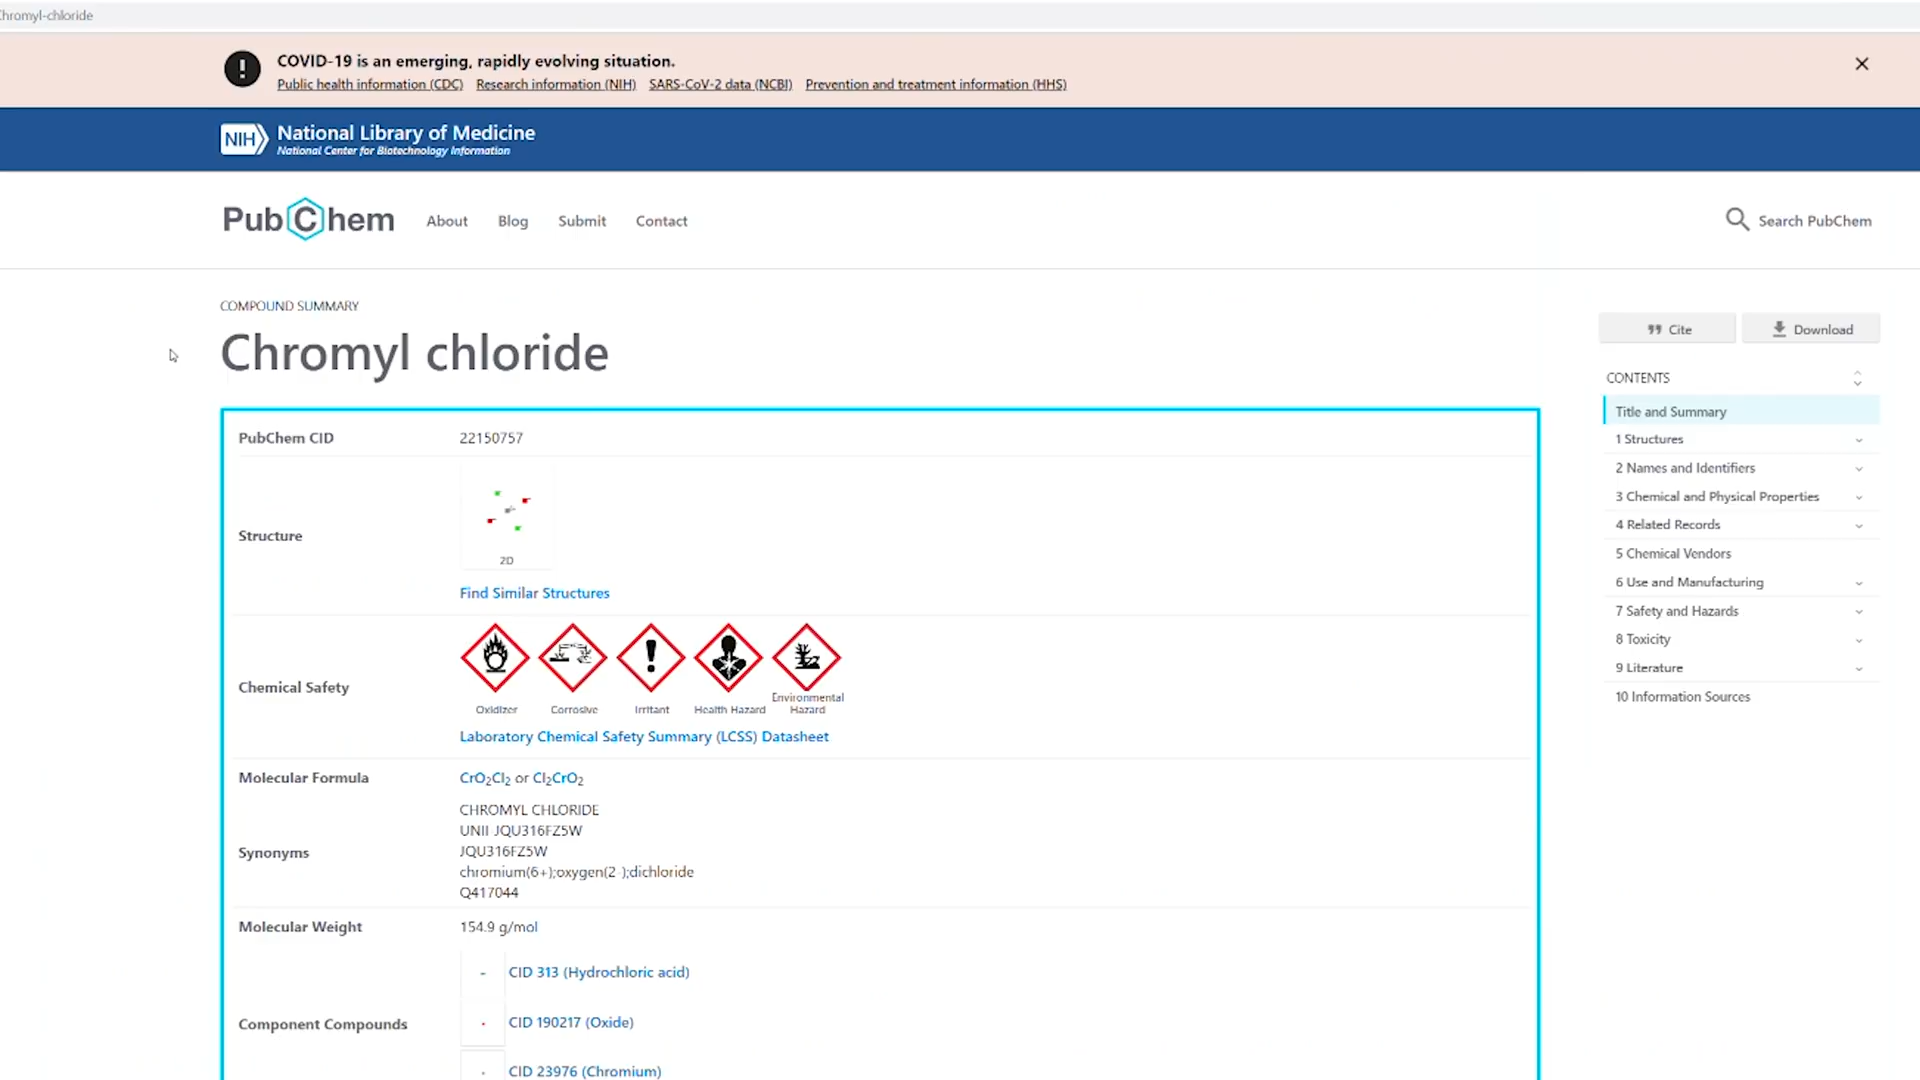 Chromyl-chloride
COVID-19 is an emerging, rapidly evolving situation.
Public health information (CDC) Research information (NIH) SARS-CoV-2 data (NCBI) Prevention and treatment information (HHS)
NIH National Library of Medicine
National Center for Biotechnology Information
PubChem About Blog Submit Contact Search PubChem
COMPOUND SUMMARY
Chromyl chloride
Cite Download
CONTENTS
Title and Summary
1 Structures
2 Names and Identifiers
3 Chemical and Physical Properties
4 Related Records
5 Chemical Vendors
6 Use and Manufacturing
7 Safety and Hazards
8 Toxicity
9 Literature
10 Information Sources
PubChem CID 22150757
Structure
2D
Find Similar Structures
Chemical Safety
Oxidizer Corrosive Irritant Health Hazard Environmental Hazard
Laboratory Chemical Safety Summary (LCSS) Datasheet
Molecular Formula CrO₂Cl₂ or Cl₂CrO₂
Synonyms
CHROMYL CHLORIDE
UNII JQU316FZ5W
JQU316FZ5W
chromium(6+);oxygen(2-);dichloride
Q417044
Molecular Weight 154.9 g/mol
Component Compounds
CID 313 (Hydrochloric acid)
CID 190217 (Oxide)
CID 23976 (Chromium)